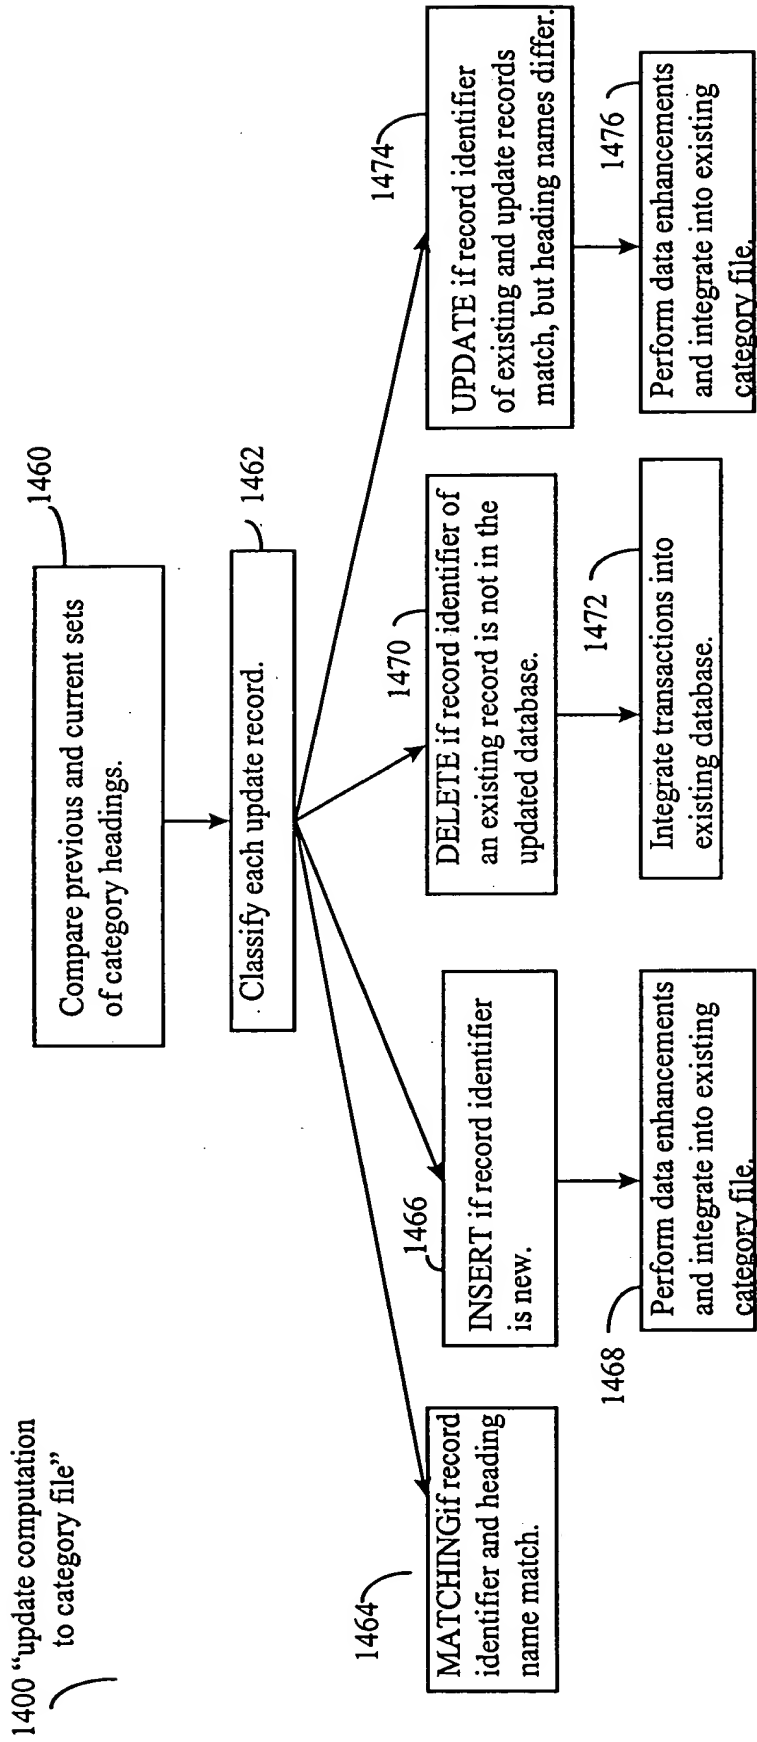 1400 “update computation
to category file”
1460
Compare previous and current sets
of category headings.
1462
Classify each update record.
1464
MATCHINGif record
identifier and heading
name match.
1466
INSERT if record identifier
is new.
1468
Perform data enhancements
and integrate into existing
category file.
1470
DELETE if record identifier of
an existing record is not in the
updated database.
1472
Integrate transactions into
existing database.
1474
UPDATE if record identifier
of existing and update records
match, but heading names differ.
1476
Perform data enhancements
and integrate into existing
category file.